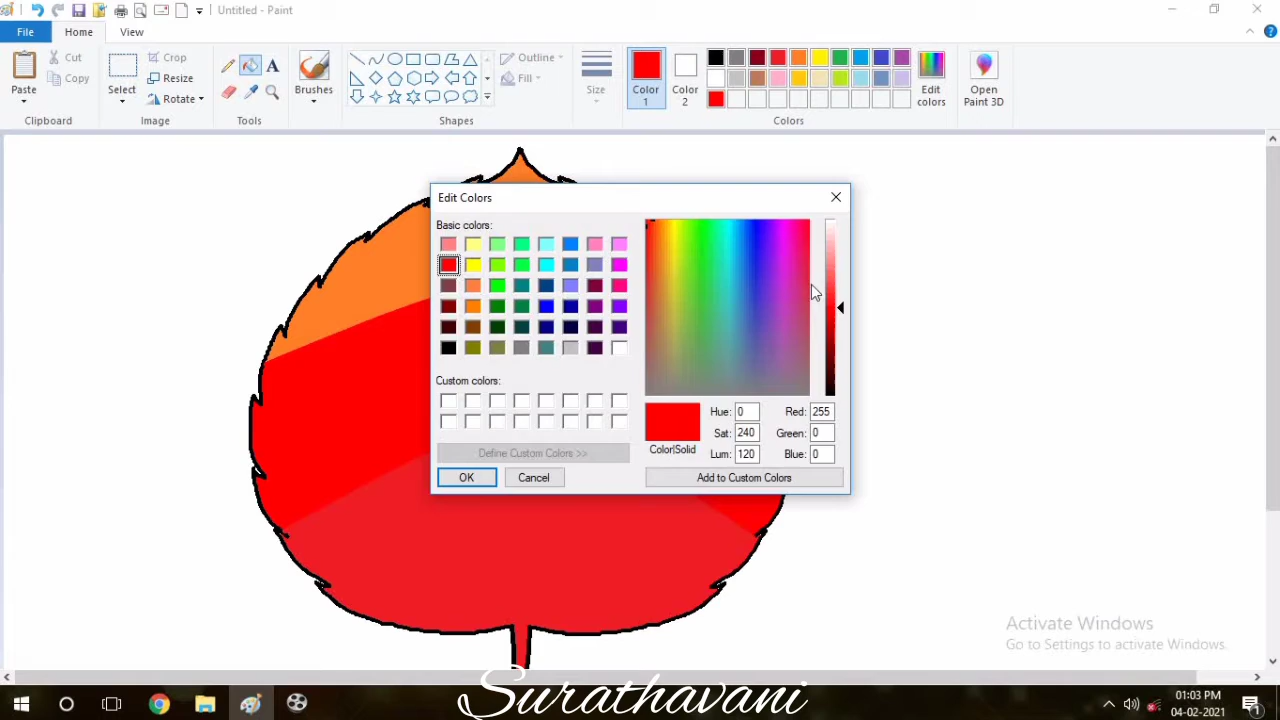 Untitled - Paint
File
Home
View
Paste
Cut
Copy
Clipboard
Select
Crop
Resize
Rotate
Image
Tools
Brushes
Outline
Fill
Shapes
Size
Color 1
Color 2
Edit colors
Colors
Open Paint 3D
Edit Colors
Basic colors:
Custom colors:
Define Custom Colors >>
OK
Cancel
Color|Solid
Hue: 0
Sat: 240
Lum: 120
Red: 255
Green: 0
Blue: 0
Add to Custom Colors
Activate Windows
Go to Settings to activate Windows.
Surathavani
01:03 PM
04-02-2021